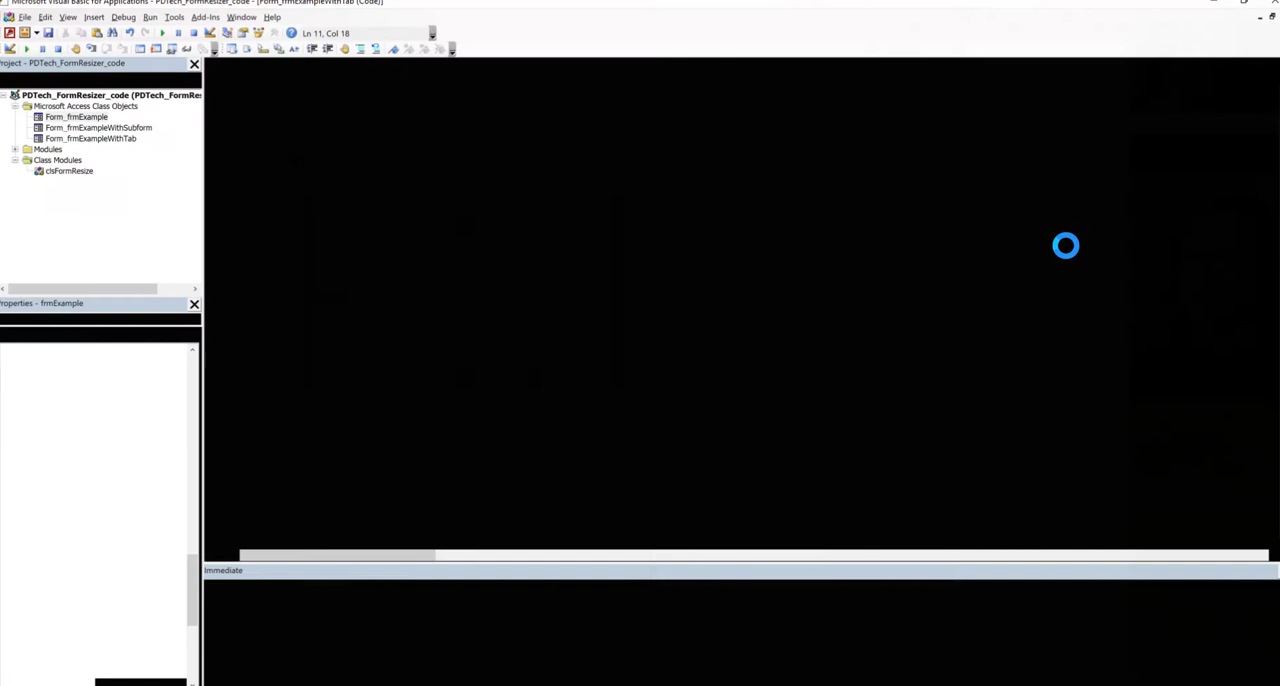 Microsoft Visual Basic for Applications - PDTech_FormResizer_code - [Form_frmExampleWithTab (Code)]
File Edit View Insert Debug Run Tools Add-Ins Window Help
Ln 11, Col 18
Project - PDTech_FormResizer_code
PDTech_FormResizer_code (PDTech_FormRes
Microsoft Access Class Objects
Form_frmExample
Form_frmExampleWithSubform
Form_frmExampleWithTab
Modules
Class Modules
clsFormResize
Properties - frmExample
Immediate